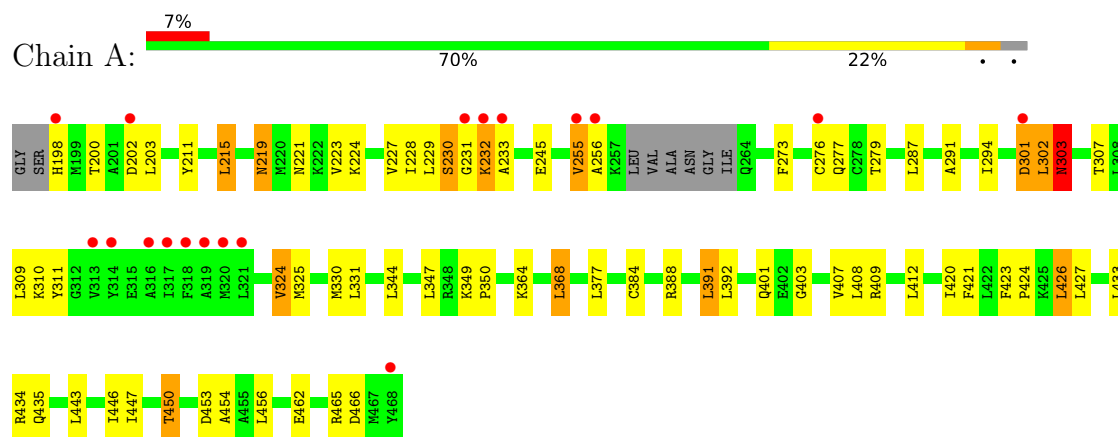 7%
Chain A:
70% 22% • •
GLY SER H198 M199 T200 A201 D202 L203 Y211 L215 N219 M220 N221 K222 V223 K224 V227 I228 L229 S230 G231 K232 A233 E245 V255 A256 K257 LEU VAL ALA ASN GLY ILE Q264 F273 C276 Q277 C278 T279 L287 A291 I294 D301 L302 N303 T307 L308
L309 K310 Y311 G312 V313 Y314 E315 A316 I317 F318 A319 M320 L321 V324 M325 M330 L331 L344 L347 R348 K349 P350 K364 L368 L377 C384 R388 L391 L392 Q401 E402 G403 V407 L408 R409 L412 I420 F421 L422 F423 P424 K425 L426 L427 L433
R434 Q435 L443 I446 I447 T450 D453 A454 A455 L456 E462 R465 D466 M467 Y468